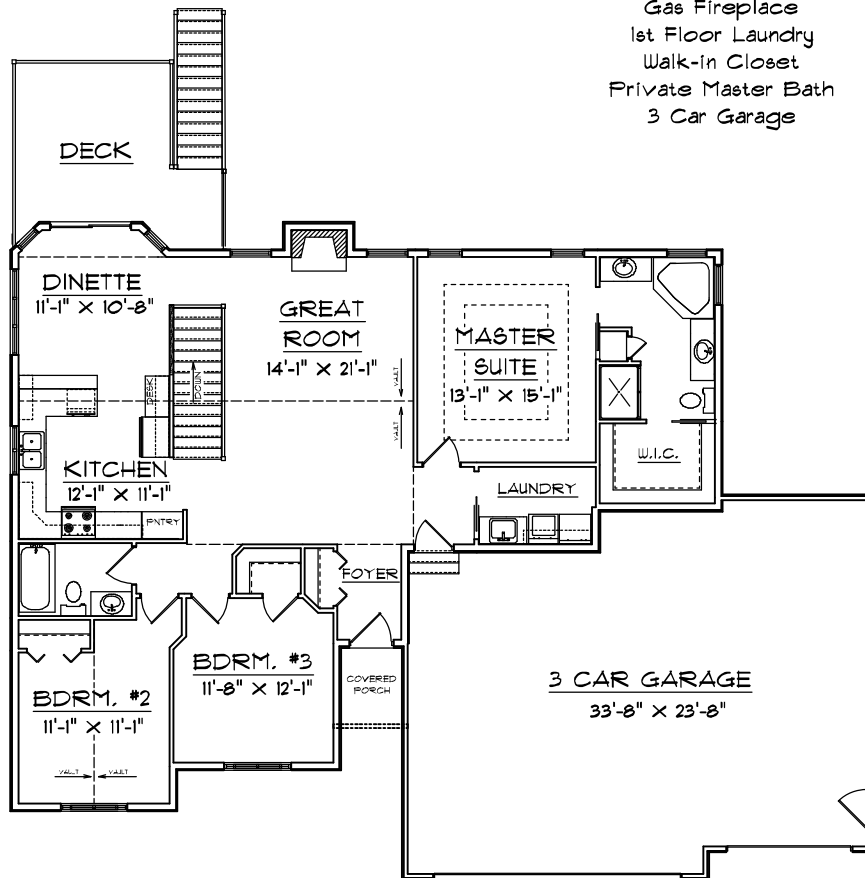 Gas Fireplace
1st Floor Laundry
Walk-in Closet
Private Master Bath
3 Car Garage
DECK
DINETTE
11'-1" X 10'-8"
GREAT
ROOM
14'-1" X 21'-1"
VAULT
VAULT
MASTER
SUITE
13'-1" X 15'-1"
DESK
DOWN
KITCHEN
12'-1" X 11'-1"
PNTRY
W.I.C.
LAUNDRY
FOYER
BDRM. #3
11'-8" X 12'-1"
COVERED
PORCH
BDRM. #2
11'-1" X 11'-1"
VAULT VAULT
3 CAR GARAGE
33'-8" X 23'-8"